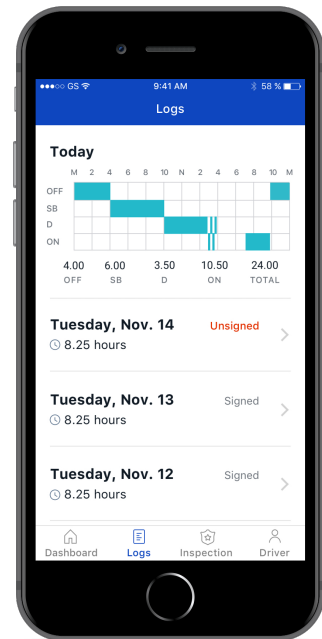 GS 9:41 AM 58 %
Logs
Today
M 2 4 6 8 10 N 2 4 6 8 10 M
OFF
SB
D
ON
4.00 6.00 3.50 10.50 24.00
OFF SB D ON TOTAL
Tuesday, Nov. 14 Unsigned
8.25 hours
Tuesday, Nov. 13 Signed
8.25 hours
Tuesday, Nov. 12 Signed
8.25 hours
Dashboard Logs Inspection Driver